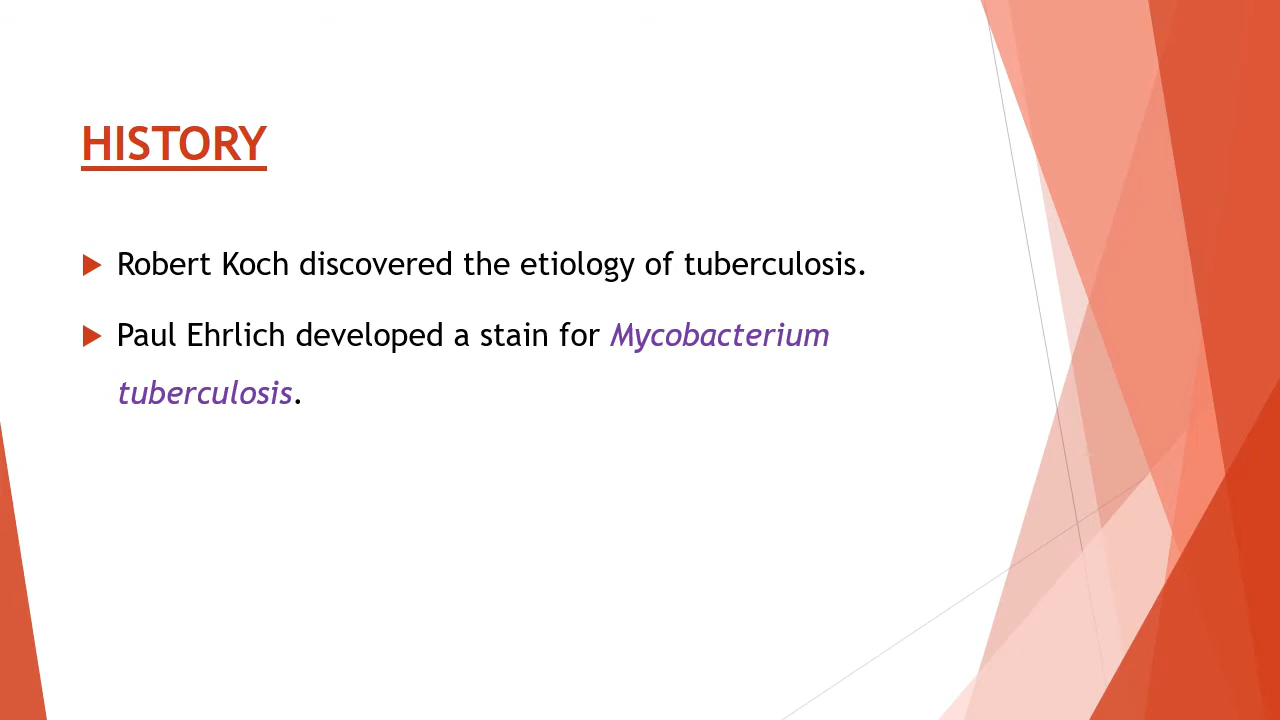 HISTORY
Robert Koch discovered the etiology of tuberculosis.
Paul Ehrlich developed a stain for Mycobacterium
tuberculosis.